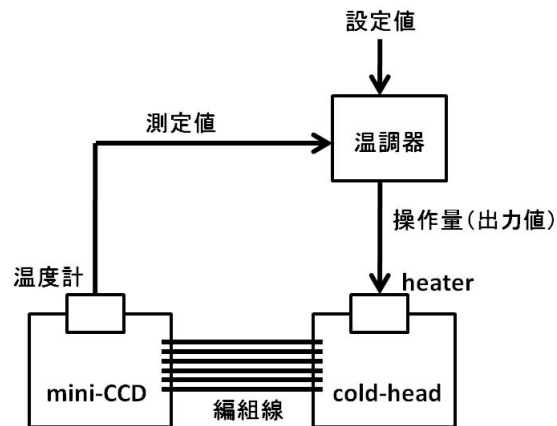 設定値
測定値
温調器
操作量(出力値)
温度計
heater
mini-CCD
cold-head
編組線